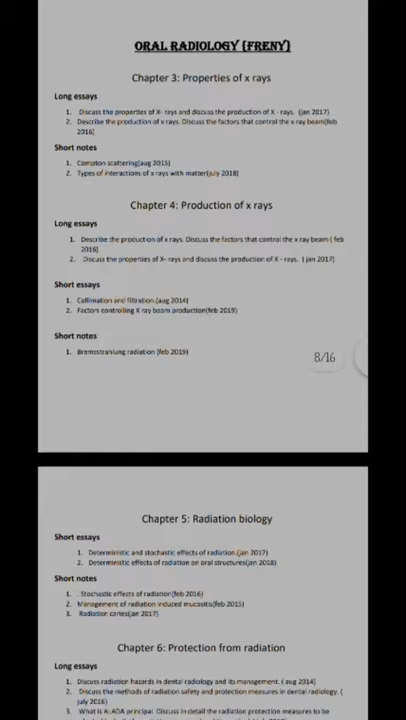 ORAL RADIOLOGY {FRENY}
Chapter 3: Properties of x rays
Long essays
1. Discuss the properties of X- rays and discuss the production of X - rays. (jan 2017)
2. Describe the production of x rays. Discuss the factors that control the x ray beam(feb
2016)
Short notes
1. Compton scattering(aug 2015)
2. Types of interactions of x rays with matter(july 2018)
Chapter 4: Production of x rays
Long essays
1. Describe the production of x rays. Discuss the factors that control the x ray beam ( feb
2016)
2. Discuss the properties of X- rays and discuss the production of X - rays. ( jan 2017)
Short essays
1. Collimation and filtration.(aug 2014)
2. Factors controlling X ray beam production(feb 2019)
Short notes
1. Bremsstrahlung radiation (feb 2019)
8/16
Chapter 5: Radiation biology
Short essays
1. Deterministic and stochastic effects of radiation.(jan 2017)
2. Deterministic effects of radiation on oral structures(jan 2018)
Short notes
1. . Stochastic effects of radiation(feb 2016)
2. Management of radiation induced mucositis(feb 2015)
3. Radiation caries(jan 2017)
Chapter 6: Protection from radiation
Long essays
1. Discuss radiation hazards in dental radiology and its management. ( aug 2014)
2. Discuss the methods of radiation safety and protection measures in dental radiology. (
july 2016)
3. What is ALADA principal. Discuss in detail the radiation protection measures to be